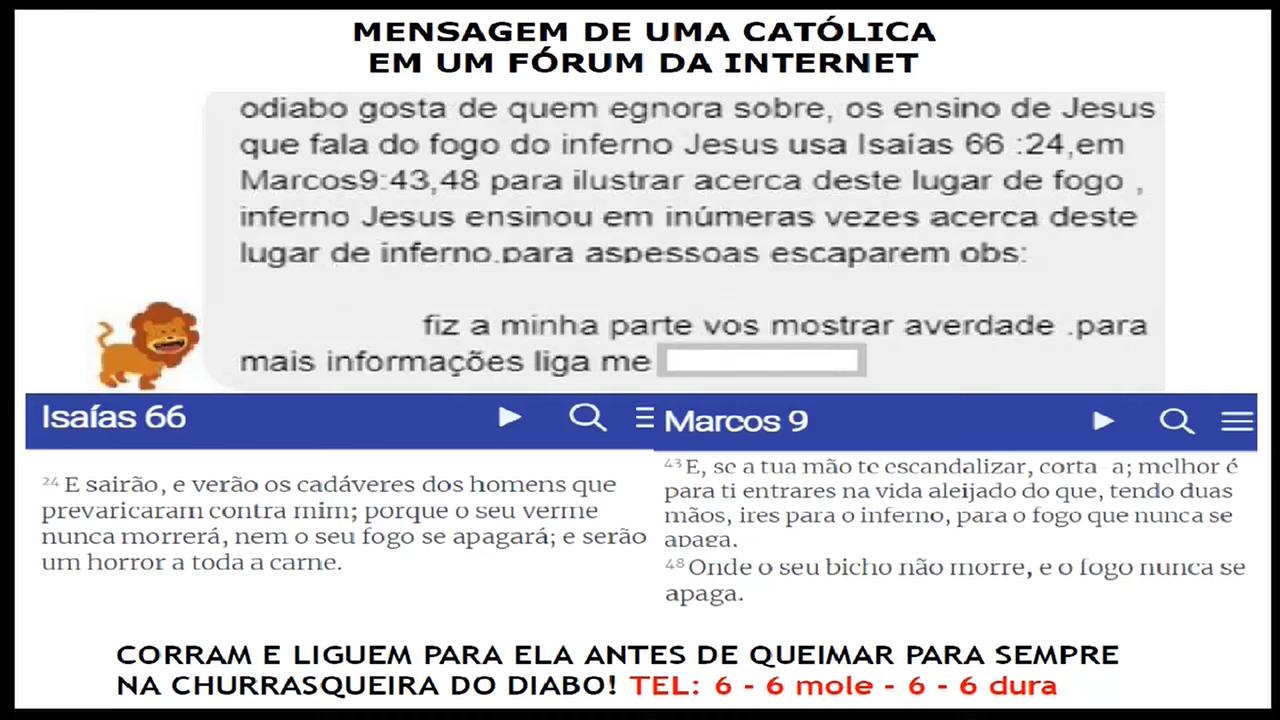 MENSAGEM DE UMA CATÓLICA
EM UM FÓRUM DA INTERNET
odiabo gosta de quem egnora sobre, os ensino de Jesus
que fala do fogo do inferno Jesus usa Isaías 66 :24,em
Marcos9:43,48 para ilustrar acerca deste lugar de fogo ,
inferno Jesus ensinou em inúmeras vezes acerca deste
lugar de inferno.para aspessoas escaparem obs:
fiz a minha parte vos mostrar averdade .para
mais informações liga me
Isaías 66
24 E sairão, e verão os cadáveres dos homens que
prevaricaram contra mim; porque o seu verme
nunca morrerá, nem o seu fogo se apagará; e serão
um horror a toda a carne.
Marcos 9
43 E, se a tua mão te escandalizar, corta-a; melhor é
para ti entrares na vida aleijado do que, tendo duas
mãos, ires para o inferno, para o fogo que nunca se
apaga.
48 Onde o seu bicho não morre, e o fogo nunca se
apaga.
CORRAM E LIGUEM PARA ELA ANTES DE QUEIMAR PARA SEMPRE
NA CHURRASQUEIRA DO DIABO! TEL: 6 - 6 mole - 6 - 6 dura